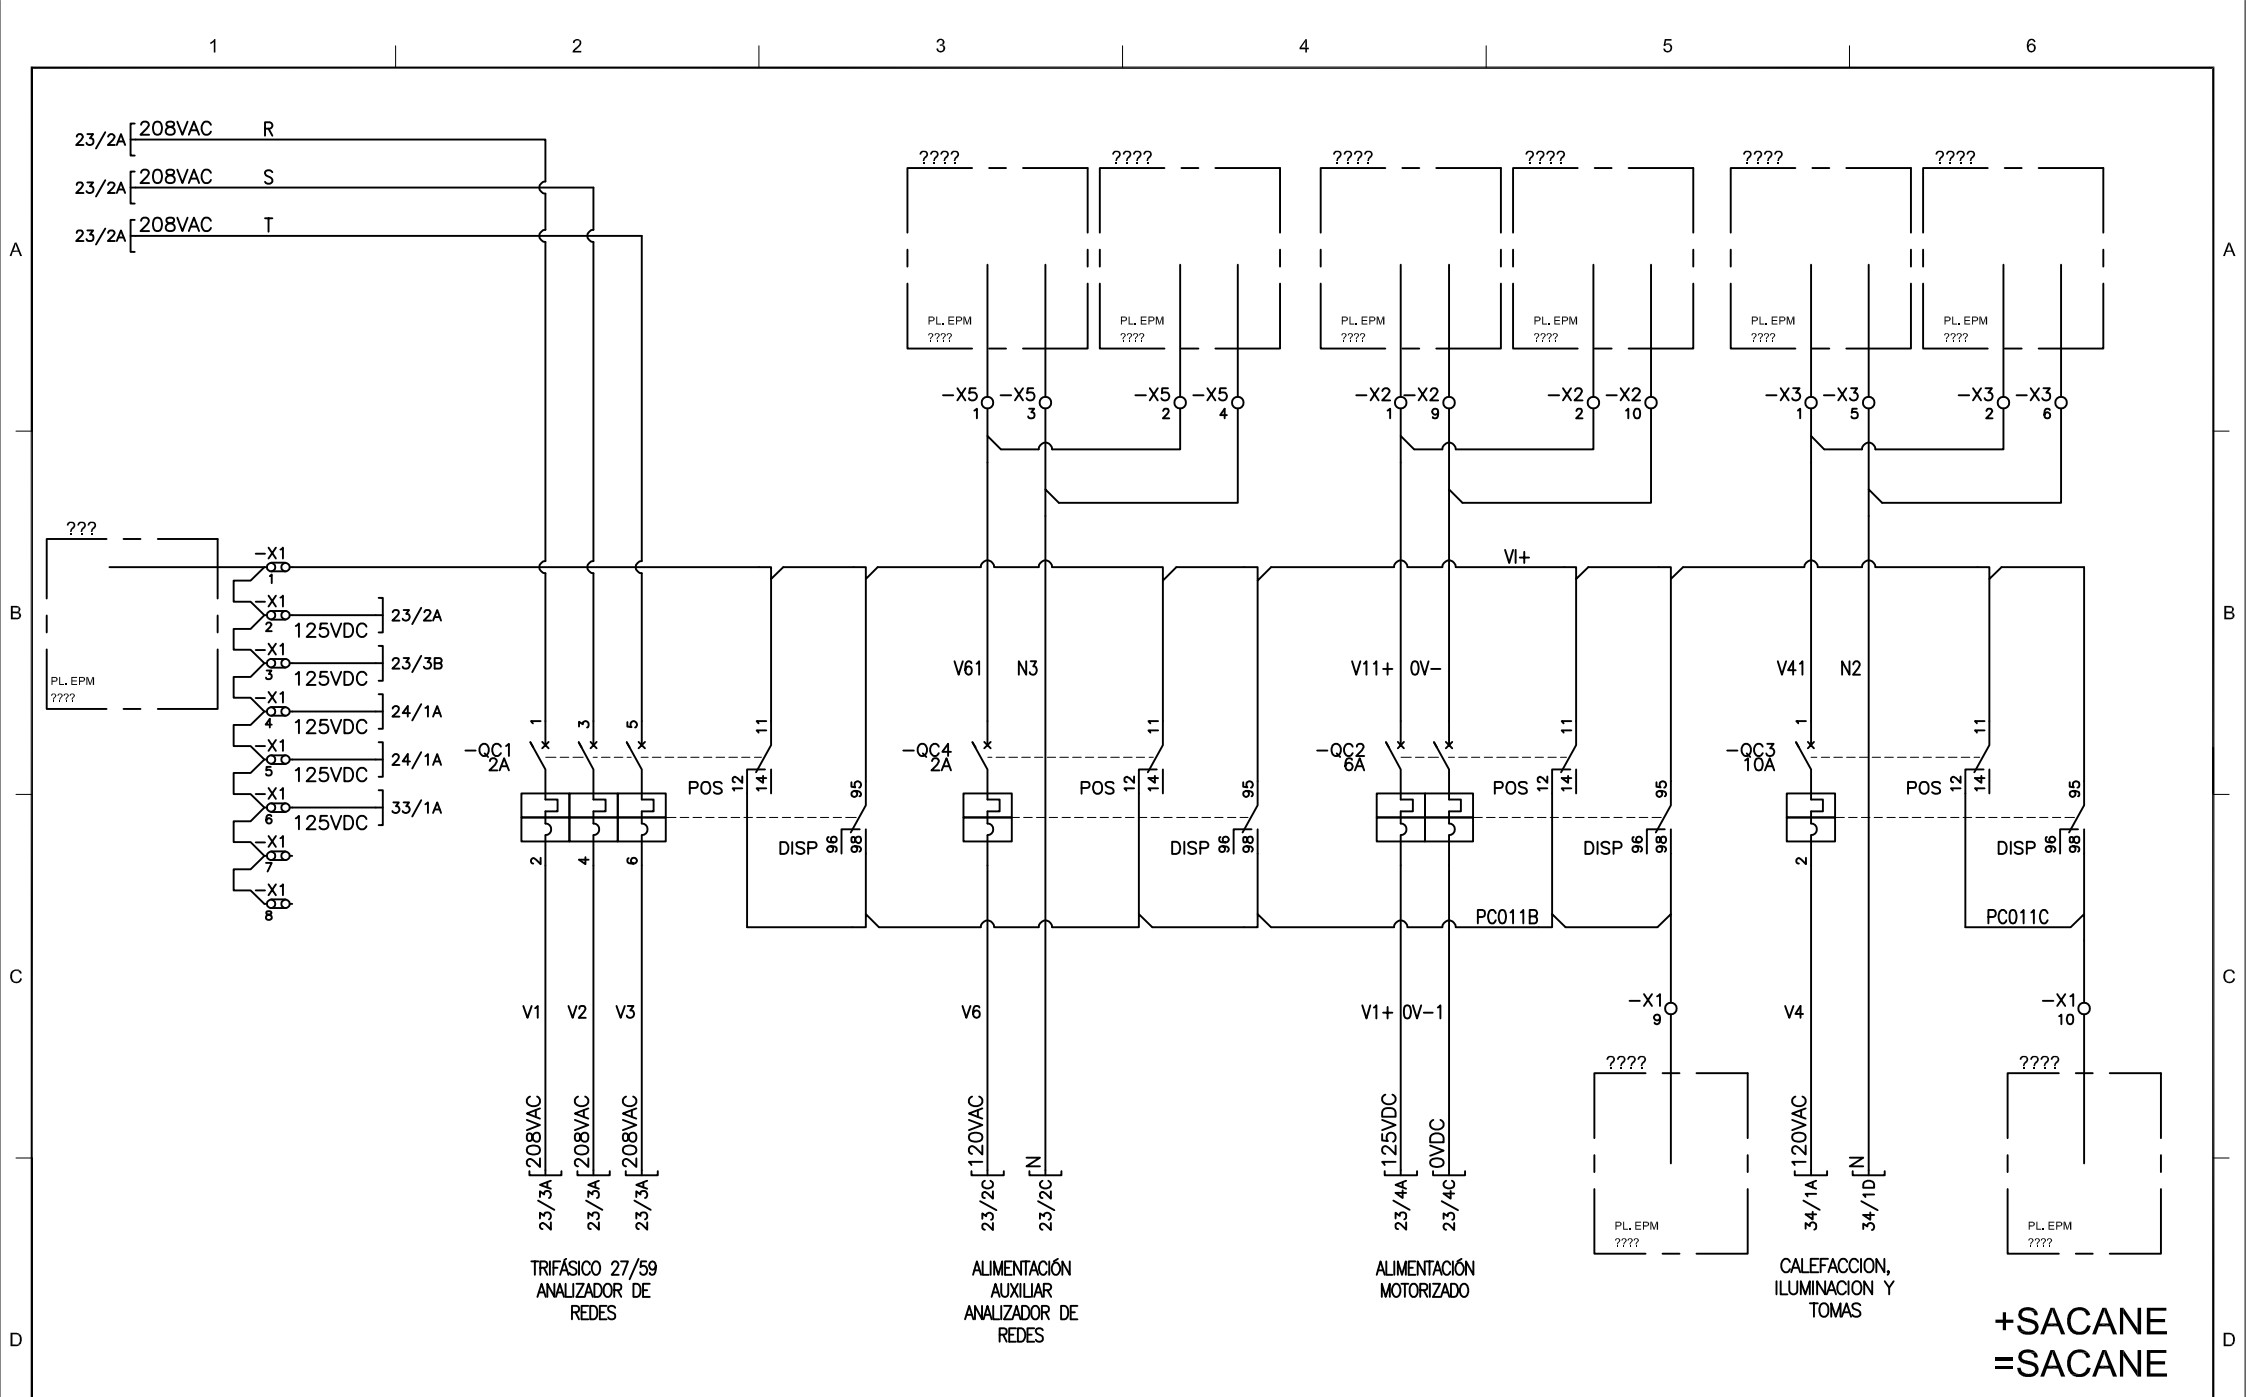 1 2 3 4 5 6
208VAC R
23/2A
208VAC S
23/2A
208VAC T
23/2A
A A
???? ???? ???? ???? ???? ????
PL. EPM PL. EPM PL. EPM PL. EPM PL. EPM PL. EPM
???? ???? ???? ???? ???? ????
-X5 -X5 -X5 -X5 -X2 -X2 -X2 -X2 -X3 -X3 -X3 -X3
1 3 2 4 1 9 2 10 1 5 2 6
???
PL. EPM
????
-X1
1
VI+
-X1
2
125VDC 23/2A
B B
-X1
3
125VDC 23/3B
-X1
4
125VDC 24/1A
-X1
5
125VDC 24/1A
-X1
6
125VDC 33/1A
-X1
7
-X1
8
V61 N3 V11+ 0V- V41 N2
1 3 5 11 11 11 1 11
-QC1
2A
-QC4
2A
-QC2
6A
-QC3
10A
POS 12 14 95 POS 12 14 95 POS 12 14 95 POS 12 14 95
DISP 96 98 DISP 96 98 DISP 96 98 DISP 96 98
2 4 6 2
PC011B PC011C
C C
V1 V2 V3 V6 V1+ 0V-1 V4
-X1
9
-X1
10
???? ????
PL. EPM PL. EPM
???? ????
208VAC 208VAC 208VAC 120VAC N 125VDC 0VDC 120VAC N
23/3A 23/3A 23/3A 23/2C 23/2C 23/4A 23/4C 34/1A 34/1D
TRIFÁSICO 27/59
ANALIZADOR DE
REDES
ALIMENTACIÓN
AUXILIAR
ANALIZADOR DE
REDES
ALIMENTACIÓN
MOTORIZADO
CALEFACCION,
ILUMINACION Y
TOMAS
D D
+SACANE
=SACANE